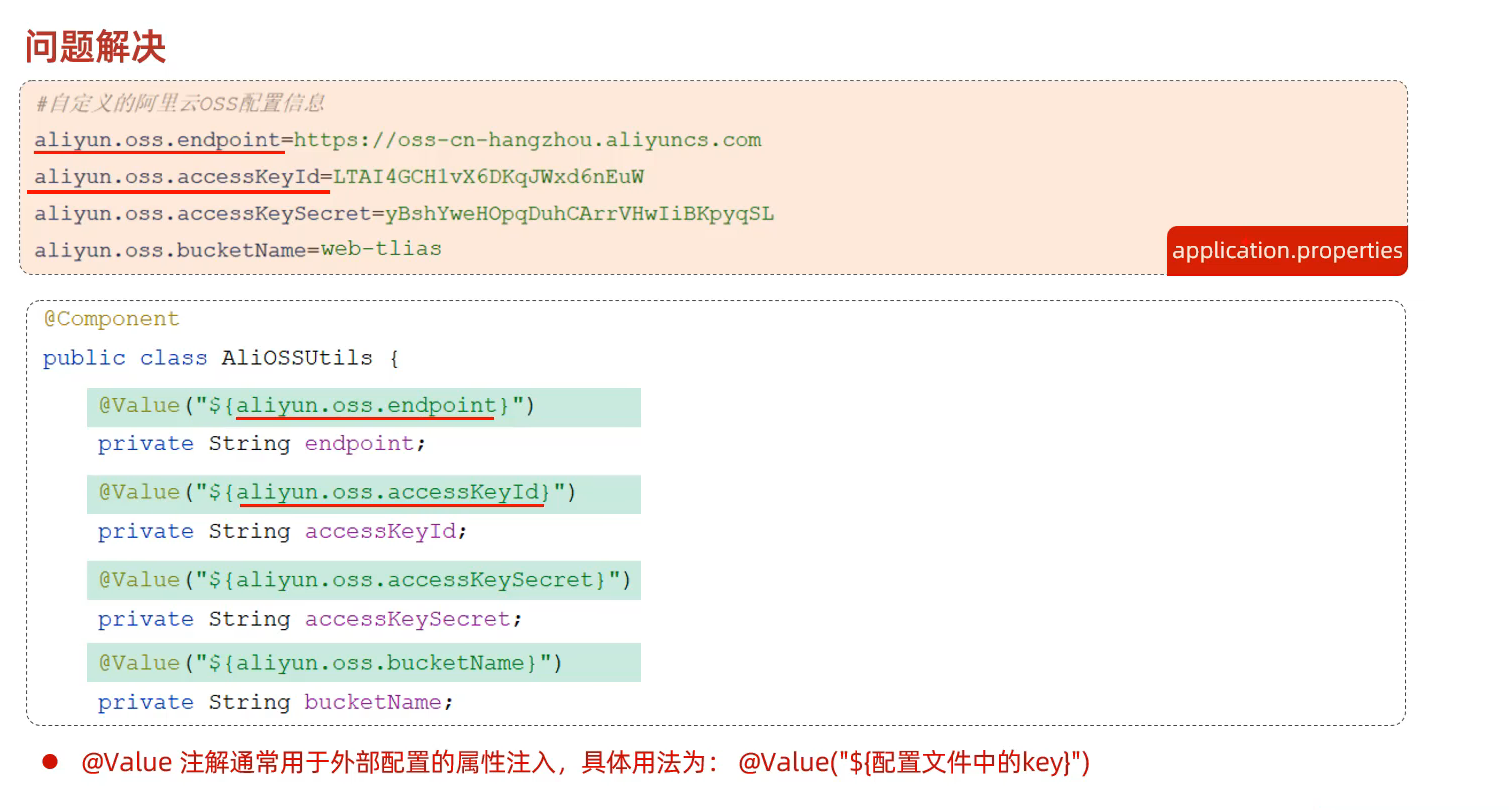 问题解决
#自定义的阿里云OSS配置信息
aliyun.oss.endpoint=https://oss-cn-hangzhou.aliyuncs.com
aliyun.oss.accessKeyId=LTAI4GCH1vX6DKqJWxd6nEuW
aliyun.oss.accessKeySecret=yBshYweHOpqDuhCArrVHwIiBKpyqSL
aliyun.oss.bucketName=web-tlias
application.properties
@Component
public class AliOSSUtils {
@Value("${aliyun.oss.endpoint}")
private String endpoint;
@Value("${aliyun.oss.accessKeyId}")
private String accessKeyId;
@Value("${aliyun.oss.accessKeySecret}")
private String accessKeySecret;
@Value("${aliyun.oss.bucketName}")
private String bucketName;
● @Value 注解通常用于外部配置的属性注入，具体用法为： @Value("${配置文件中的key}")